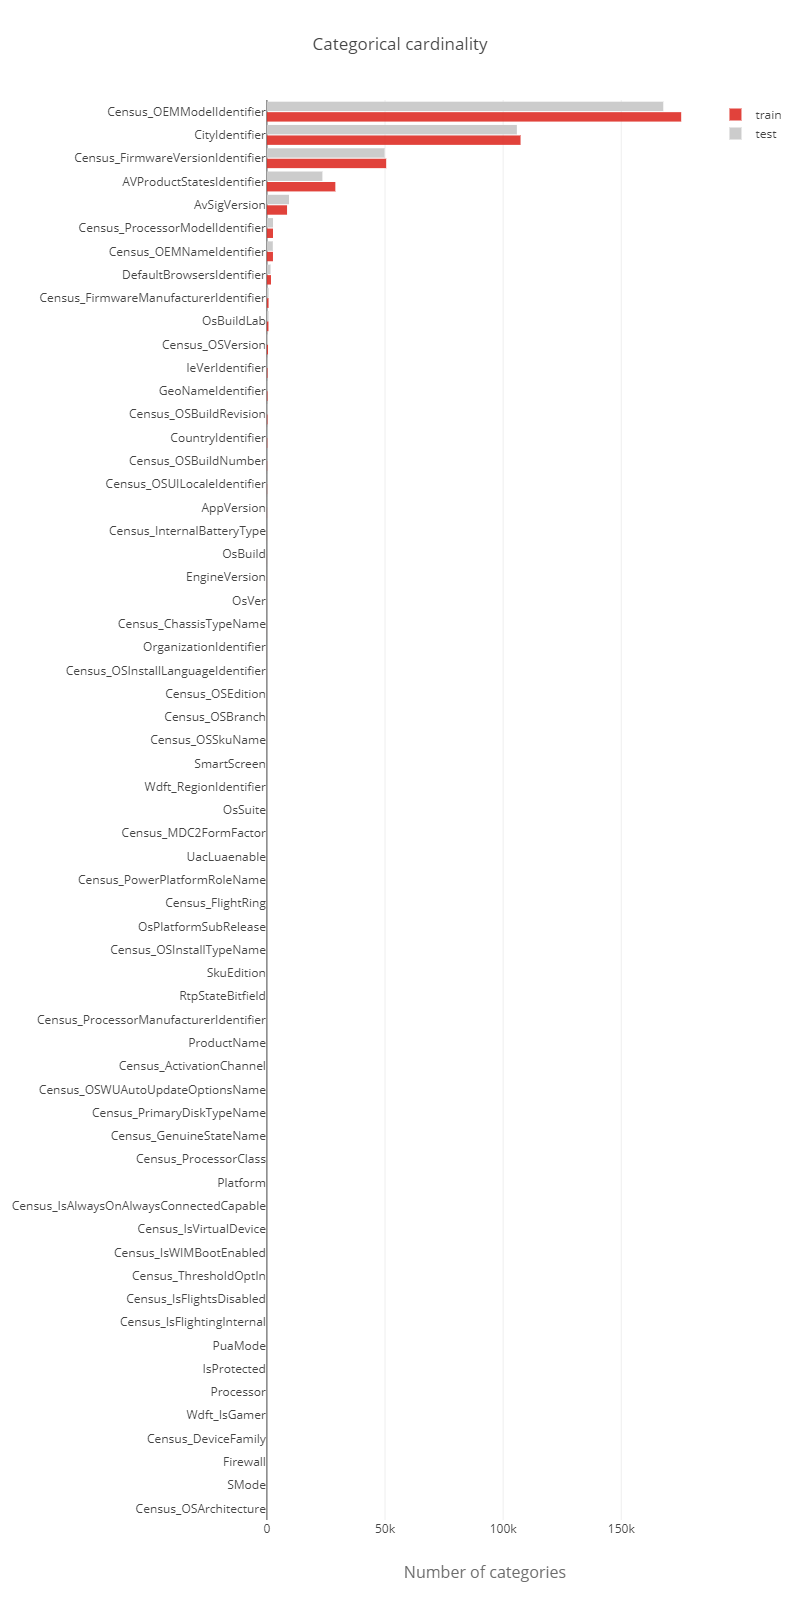 Categorical cardinality
train
test
Census_OEMModelIdentifier
CityIdentifier
Census_FirmwareVersionIdentifier
AVProductStatesIdentifier
AvSigVersion
Census_ProcessorModelIdentifier
Census_OEMNameIdentifier
DefaultBrowsersIdentifier
Census_FirmwareManufacturerIdentifier
OsBuildLab
Census_OSVersion
IeVerIdentifier
GeoNameIdentifier
Census_OSBuildRevision
CountryIdentifier
Census_OSBuildNumber
Census_OSUILocaleIdentifier
AppVersion
Census_InternalBatteryType
OsBuild
EngineVersion
OsVer
Census_ChassisTypeName
OrganizationIdentifier
Census_OSInstallLanguageIdentifier
Census_OSEdition
Census_OSBranch
Census_OSSkuName
SmartScreen
Wdft_RegionIdentifier
OsSuite
Census_MDC2FormFactor
UacLuaenable
Census_PowerPlatformRoleName
Census_FlightRing
OsPlatformSubRelease
Census_OSInstallTypeName
SkuEdition
RtpStateBitfield
Census_ProcessorManufacturerIdentifier
ProductName
Census_ActivationChannel
Census_OSWUAutoUpdateOptionsName
Census_PrimaryDiskTypeName
Census_GenuineStateName
Census_ProcessorClass
Platform
Census_IsAlwaysOnAlwaysConnectedCapable
Census_IsVirtualDevice
Census_IsWIMBootEnabled
Census_ThresholdOptIn
Census_IsFlightsDisabled
Census_IsFlightingInternal
PuaMode
IsProtected
Processor
Wdft_IsGamer
Census_DeviceFamily
Firewall
SMode
Census_OSArchitecture
0 50k 100k 150k
Number of categories